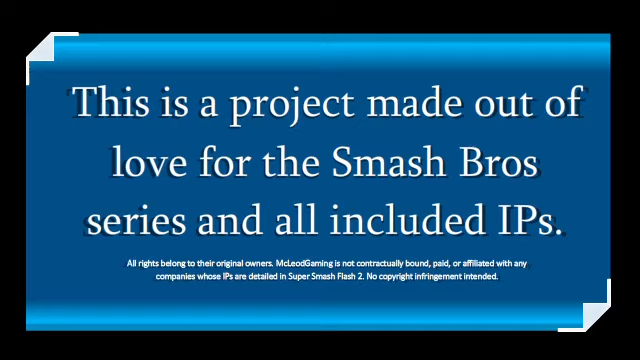 This is a project made out of
love for the Smash Bros
series and all included IPs.
All rights belong to their original owners. McLeodGaming is not contractually bound, paid, or affiliated with any
companies whose IPs are detailed in Super Smash Flash 2. No copyright infringement intended.